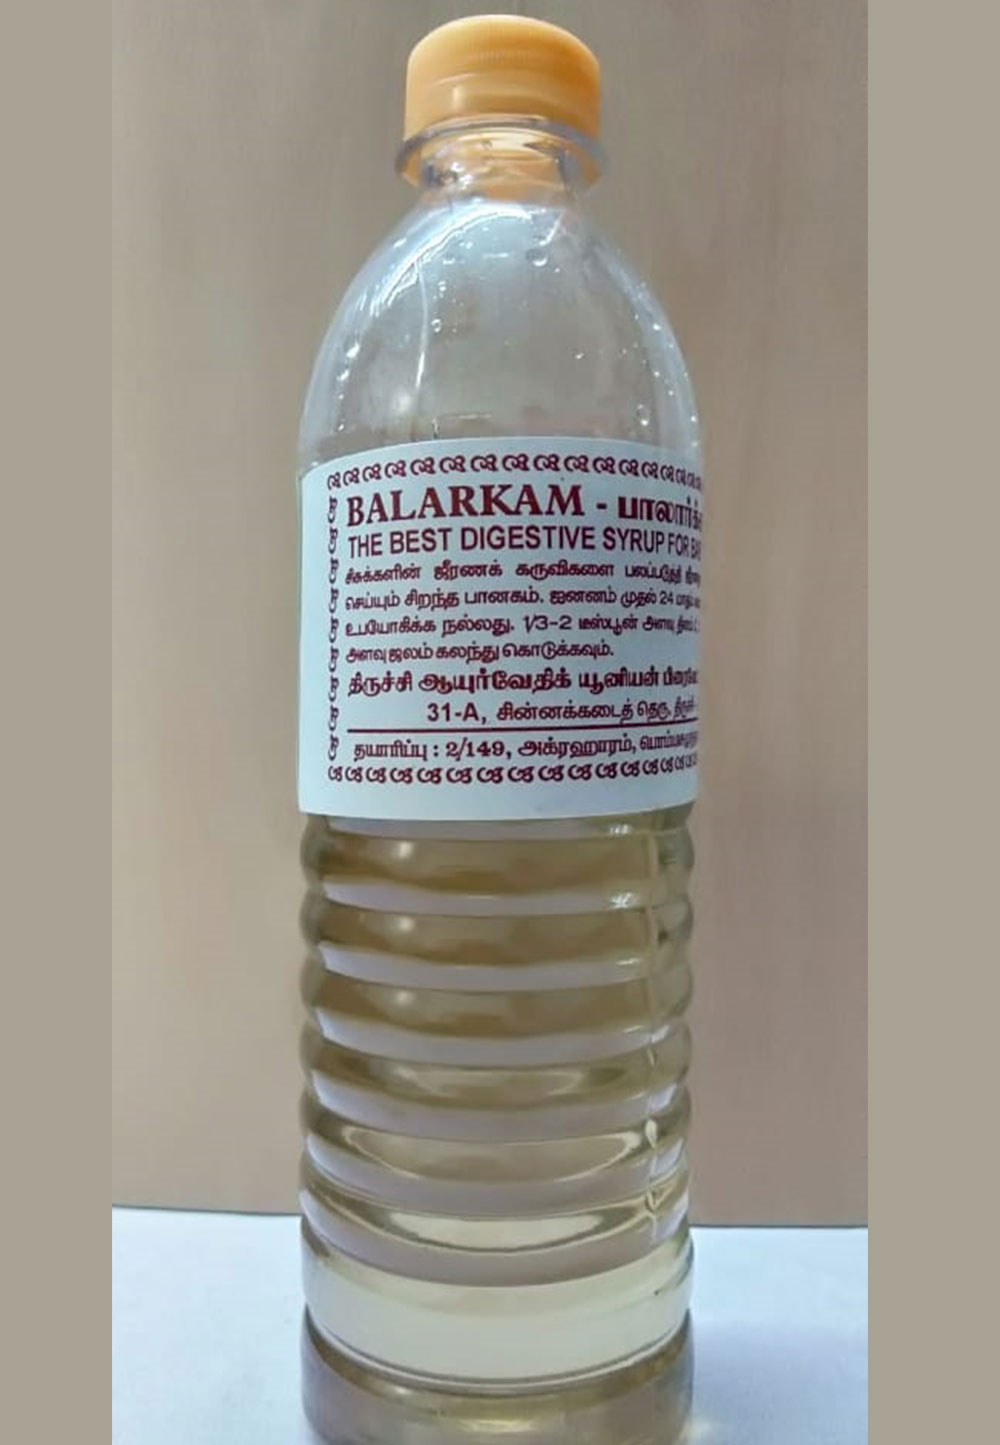 BALARKAM - பாலார்க்
THE BEST DIGESTIVE SYRUP FOR
சிசுக்களின் ஜீரணக் கருவிகளை பலப்படுத்தி
செய்யும் சிறந்த பானகம். ஜனனம் முதல் 24
உபயோகிக்க நல்லது. 1/3-2 டீஸ்பூன் அளவு
அளவு ஜலம் கலந்து கொடுக்கவும்.
திருச்சி ஆயுர்வேதிக் யூனியன்
31-A, சின்னக்கடைத் தெரு,
தயாரிப்பு : 2/149, அக்ரஹாரம்,